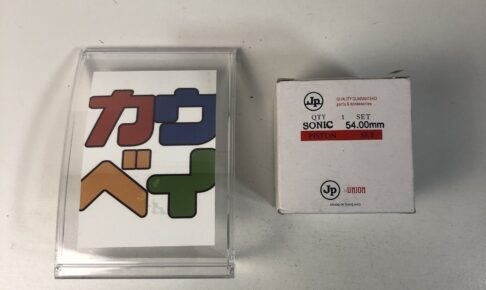 カウ
ベイ
Jp
QUALITY GUARANTEED
parts & accessories
QTY 1 SET
SONIC 54.00mm
PISTON SET
Jp -UNION